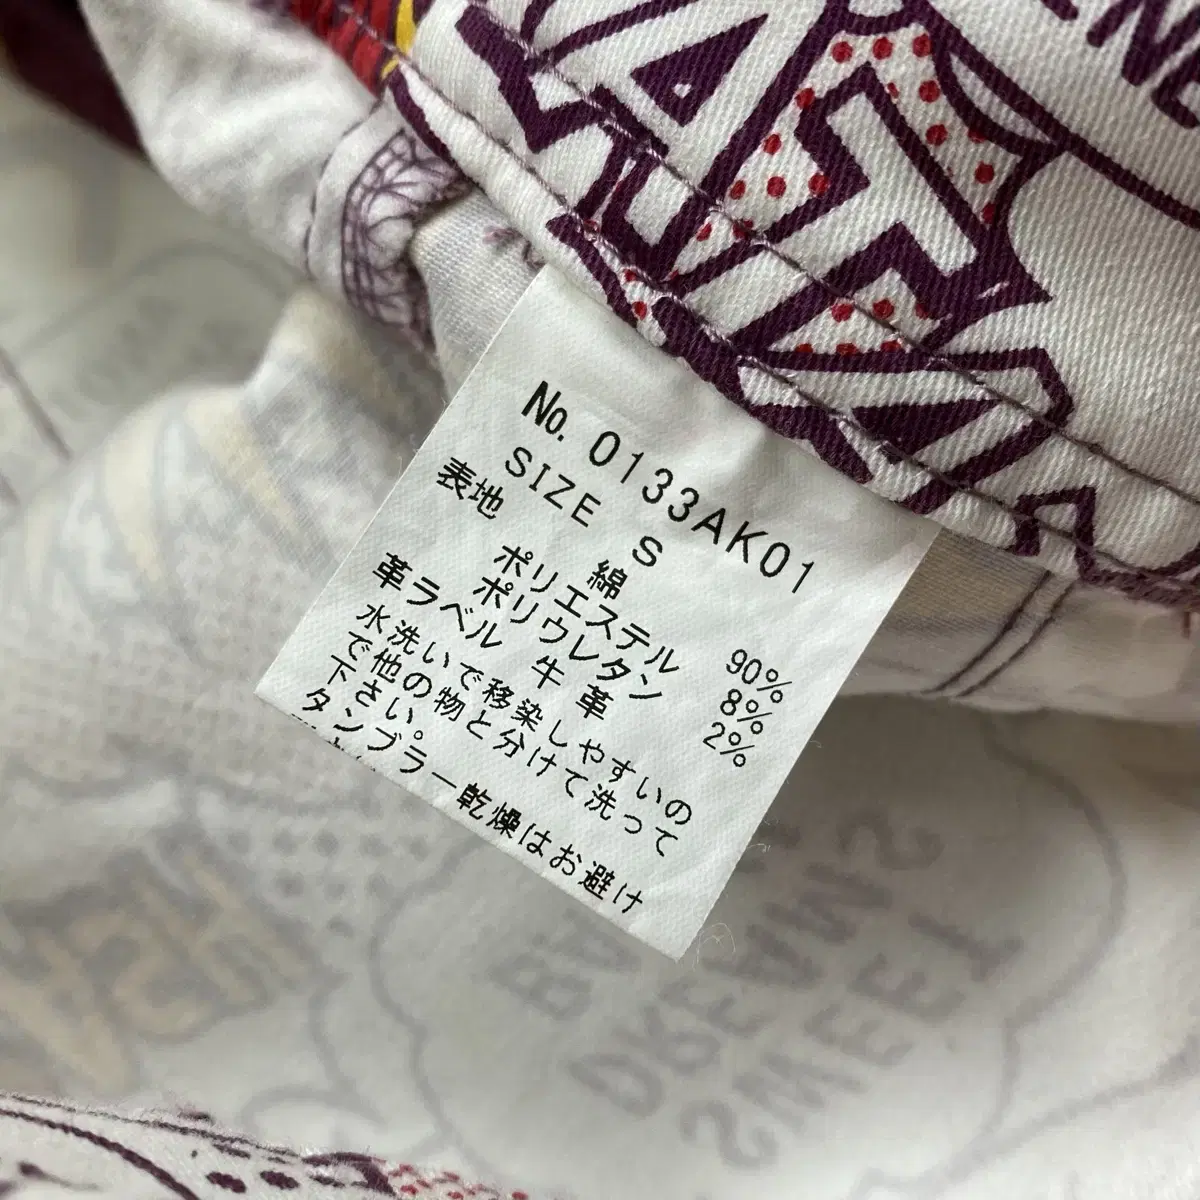 No. 0133AK01
SIZE S
表地 綿 90%
ポリエステル 8%
ポリウレタン 2%
革ラベル 牛革
水洗いで移染しやすいの
で他の物と分けて洗って
下さい。
タンブラー乾燥はお避け
DREAMS
SWEET